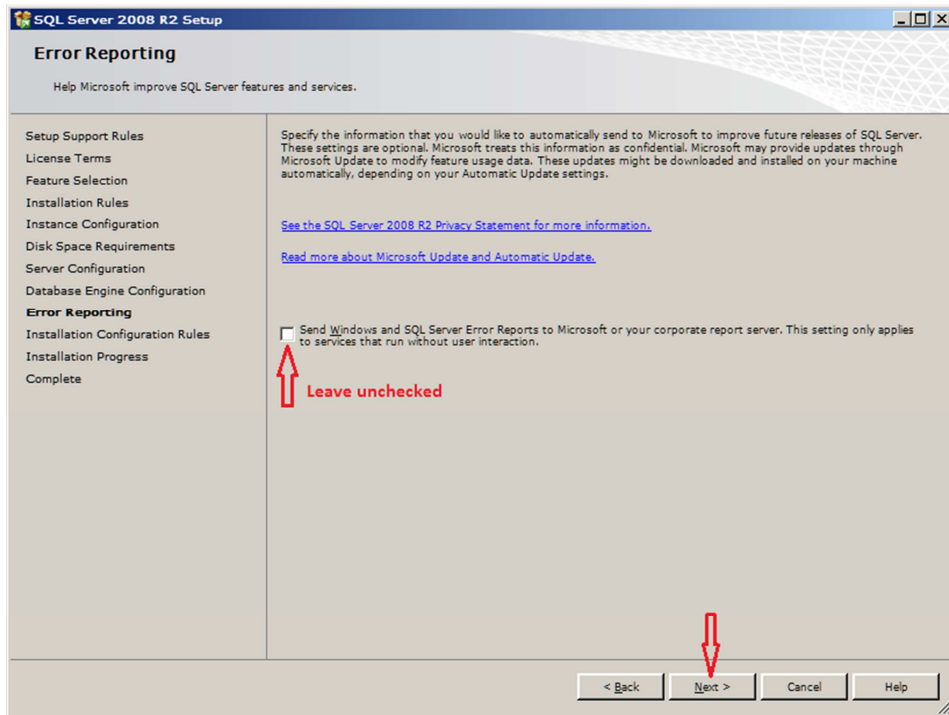 SQL Server 2008 R2 Setup
Error Reporting
Help Microsoft improve SQL Server features and services.
Setup Support Rules
License Terms
Feature Selection
Installation Rules
Instance Configuration
Disk Space Requirements
Server Configuration
Database Engine Configuration
Error Reporting
Installation Configuration Rules
Installation Progress
Complete
Specify the information that you would like to automatically send to Microsoft to improve future releases of SQL Server.
These settings are optional. Microsoft treats this information as confidential. Microsoft may provide updates through
Microsoft Update to modify feature usage data. These updates might be downloaded and installed on your machine
automatically, depending on your Automatic Update settings.
See the SQL Server 2008 R2 Privacy Statement for more information.
Read more about Microsoft Update and Automatic Update.
Send Windows and SQL Server Error Reports to Microsoft or your corporate report server. This setting only applies
to services that run without user interaction.
Leave unchecked
< Back
Next >
Cancel
Help